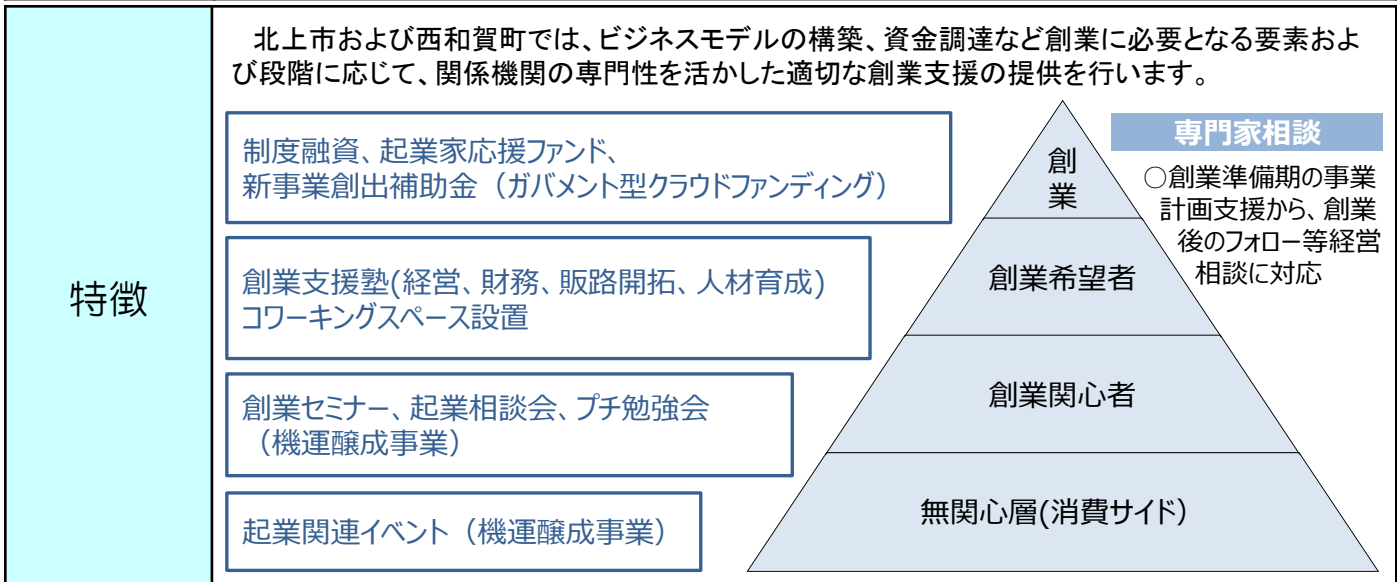 特徴
北上市および西和賀町では、ビジネスモデルの構築、資金調達など創業に必要となる要素およ
び段階に応じて、関係機関の専門性を活かした適切な創業支援の提供を行います。
制度融資、起業家応援ファンド、
新事業創出補助金（ガバメント型クラウドファンディング）
創業支援塾(経営、財務、販路開拓、人材育成)
コワーキングスペース設置
創業セミナー、起業相談会、プチ勉強会
（機運醸成事業）
起業関連イベント（機運醸成事業）
創
業
創業希望者
創業関心者
無関心層(消費サイド）
専門家相談
○創業準備期の事業
計画支援から、創業
後のフォロー等経営
相談に対応